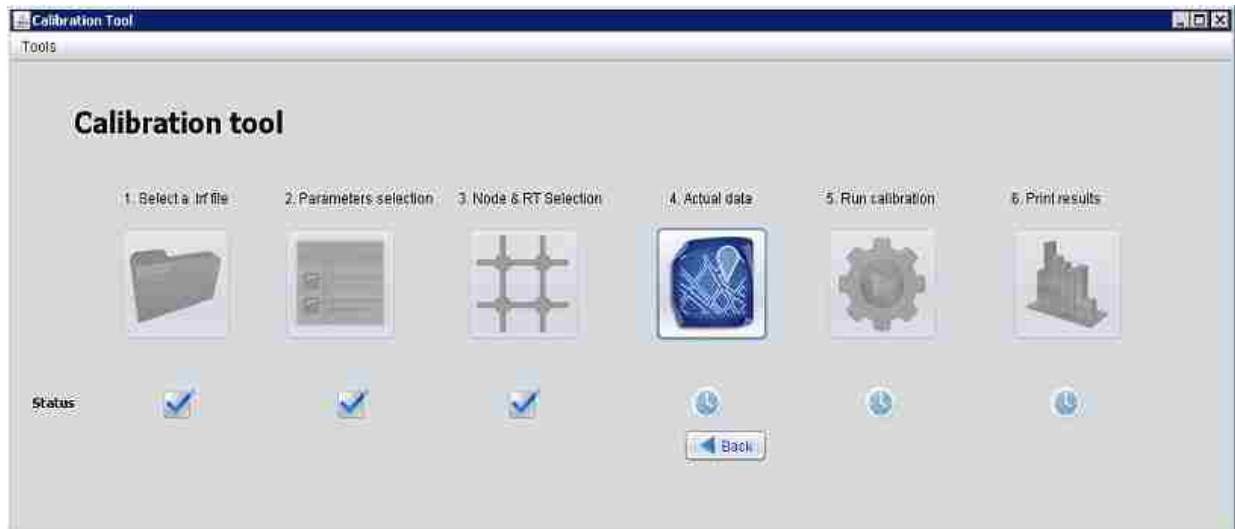 Calibration Tool
Tools
Calibration tool
1. Select a .trf file
2. Parameters selection
3. Node & RT Selection
4. Actual data
5. Run calibration
6. Print results
Status
Back